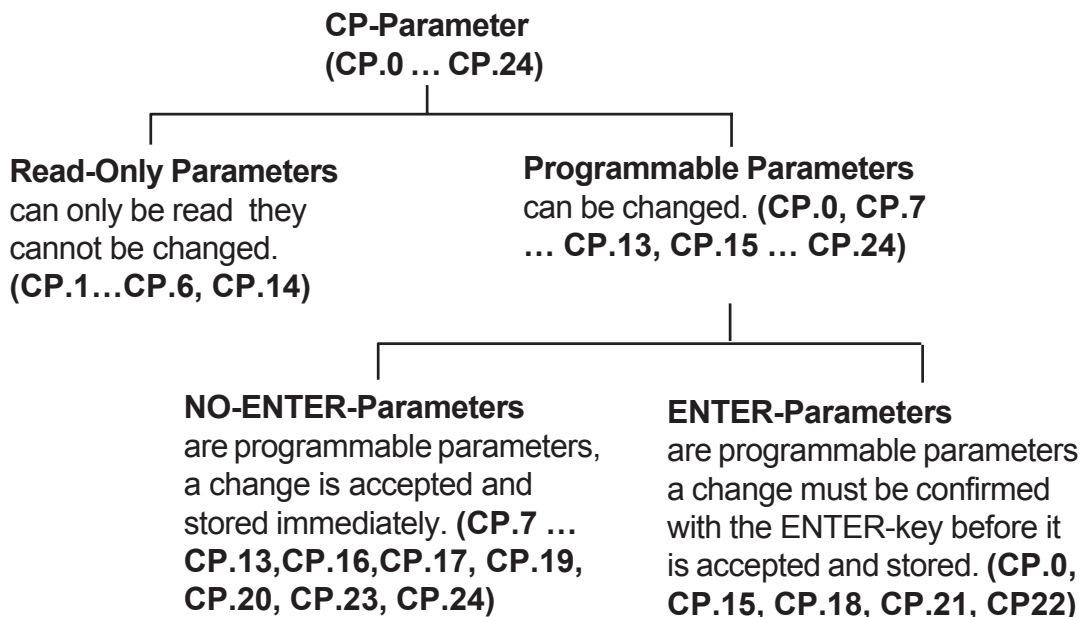 CP-Parameter
(CP.0 … CP.24)
Read-Only Parameters
can only be read  they
cannot be changed.
(CP.1…CP.6, CP.14)
Programmable Parameters
can be changed. (CP.0, CP.7
… CP.13, CP.15 … CP.24)
NO-ENTER-Parameters
are programmable parameters,
a change is accepted and
stored immediately. (CP.7 …
CP.13,CP.16,CP.17, CP.19,
CP.20, CP.23, CP.24)
ENTER-Parameters
are programmable parameters
a change must be confirmed
with the ENTER-key before it
is accepted and stored. (CP.0,
CP.15, CP.18, CP.21, CP22)